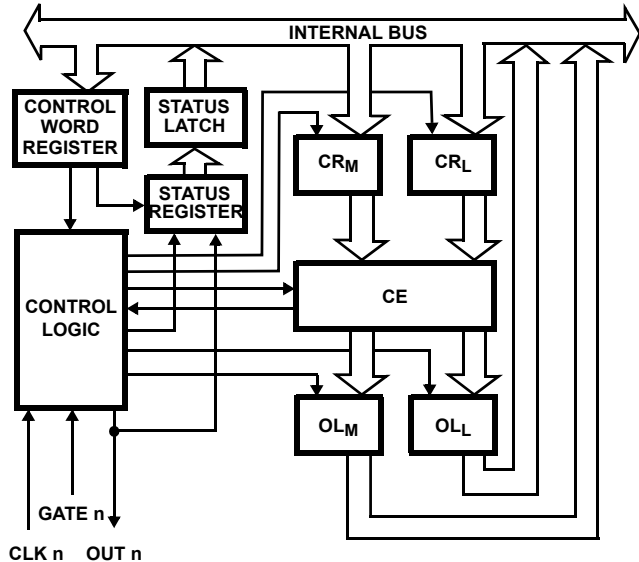 INTERNAL BUS
CONTROL
WORD
REGISTER
STATUS
LATCH
STATUS
REGISTER
CRM
CRL
CONTROL
LOGIC
CE
OLM
OLL
GATE n
CLK n
OUT n